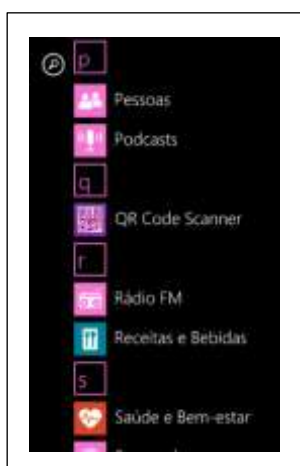 p
Pessoas
Podcasts
q
QR Code Scanner
r
Rádio FM
Receitas e Bebidas
s
Saúde e Bem-estar